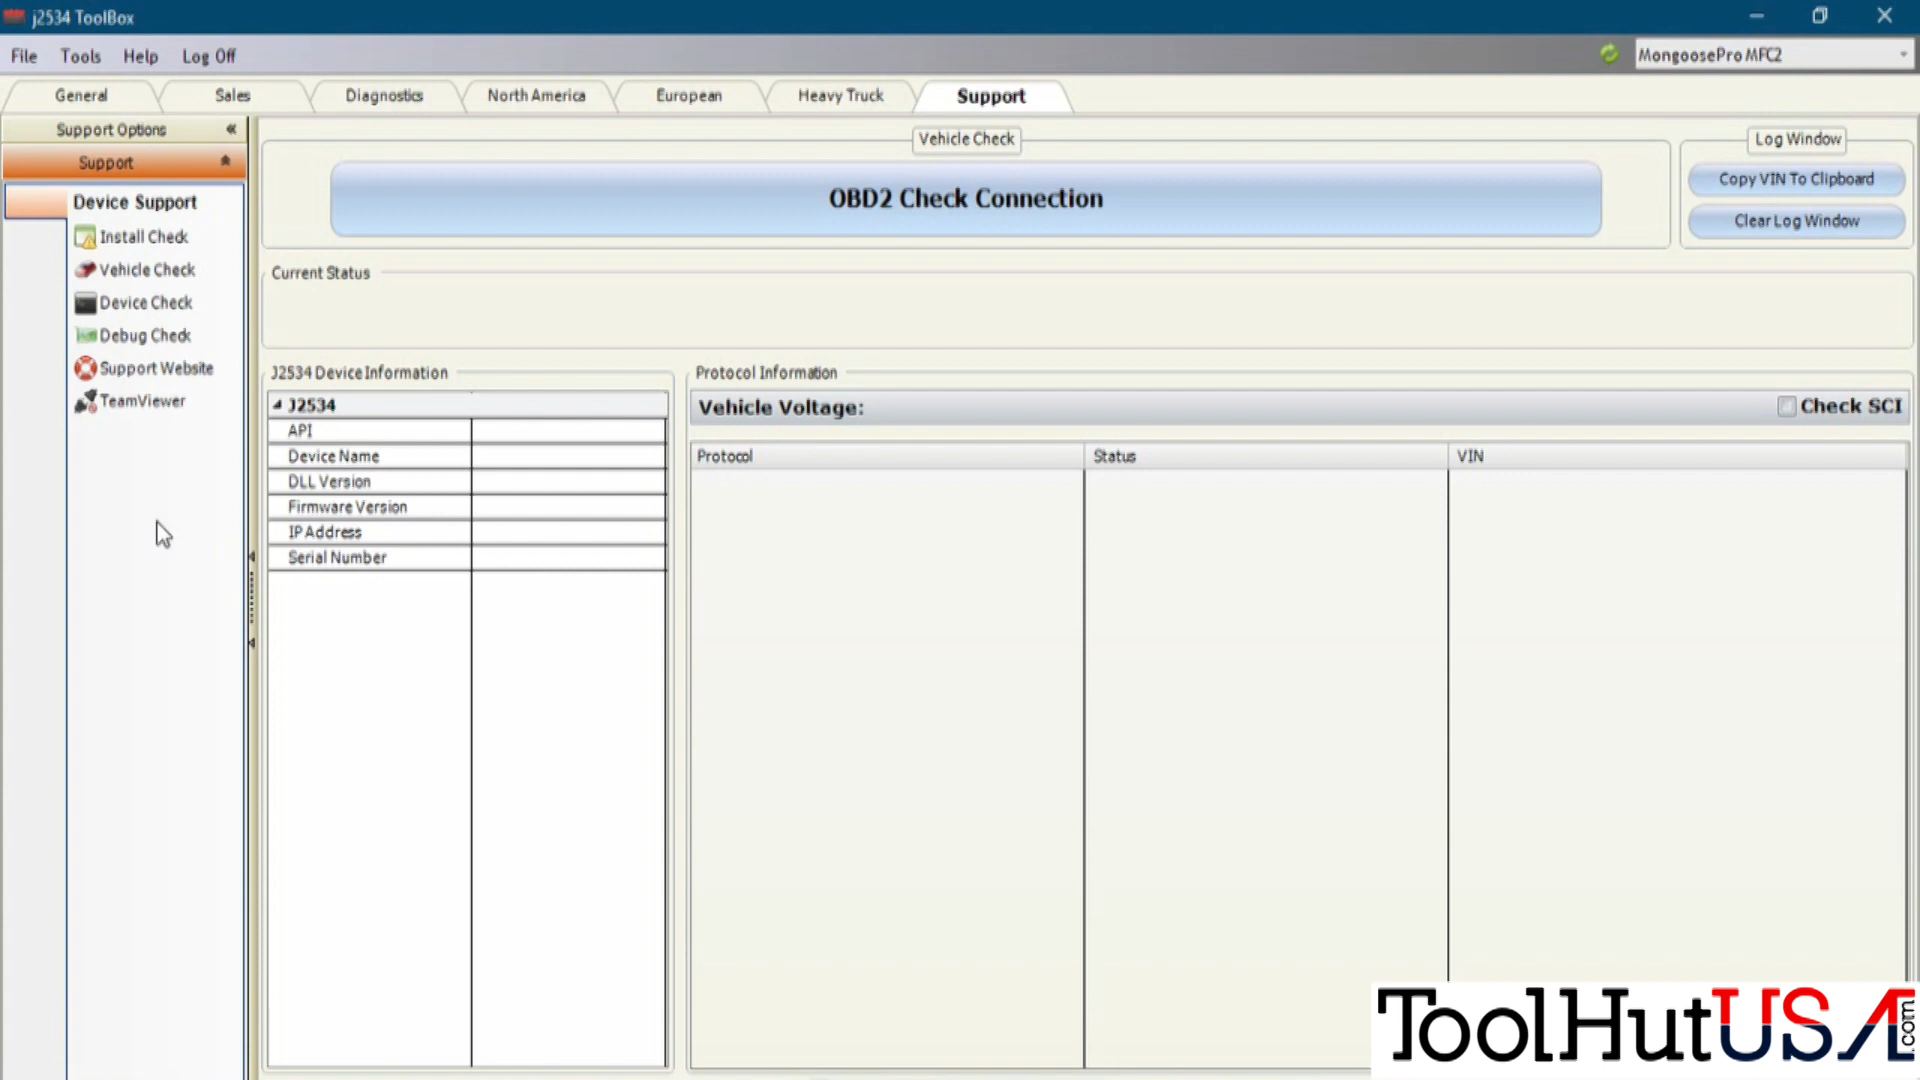 j2534 ToolBox
File Tools Help Log Off
MongoosePro MFC2
General Sales Diagnostics North America European Heavy Truck Support
Support Options
Support
Device Support
Install Check
Vehicle Check
Device Check
Debug Check
Support Website
TeamViewer
Vehicle Check
OBD2 Check Connection
Log Window
Copy VIN To Clipboard
Clear Log Window
Current Status
J2534 Device Information
J2534
API
Device Name
DLL Version
Firmware Version
IP Address
Serial Number
Protocol Information
Vehicle Voltage:
Check SCI
Protocol Status VIN
ToolHutUSA.com